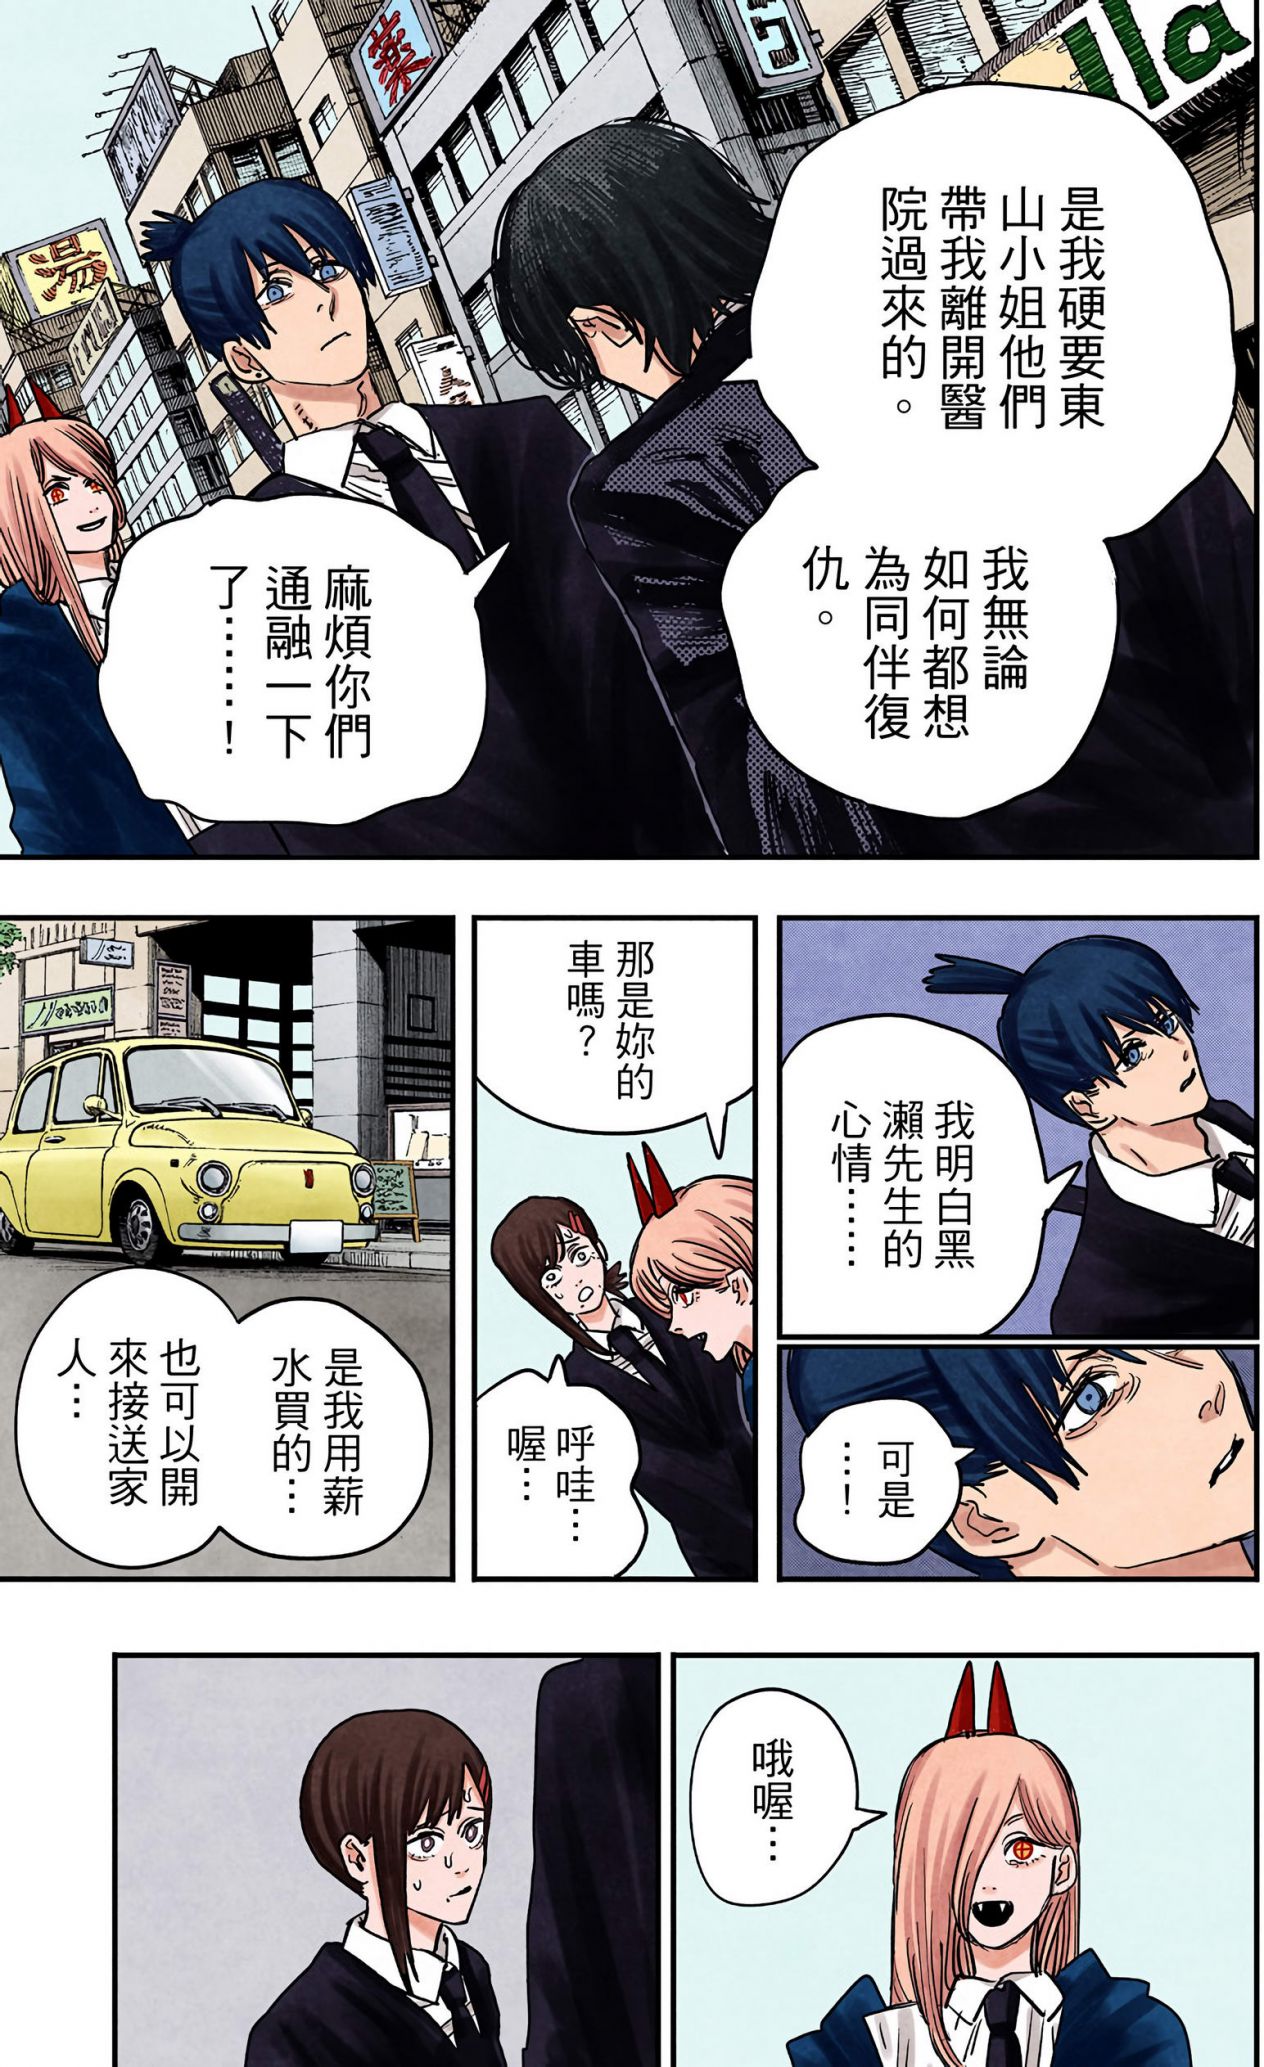 lla
藥
湯
是我硬要東
山小姐他們
帶我離開醫
院過來的。
我無論
如何都想
為同伴復
仇。
麻煩你們
通融一下
了……！
我明白黑
瀨先生的
心情……
可是
…！
那是妳的
車嗎？
呼哇…
喔…
是我用薪
水買的…
也可以開
來接送家
人…
哦喔…